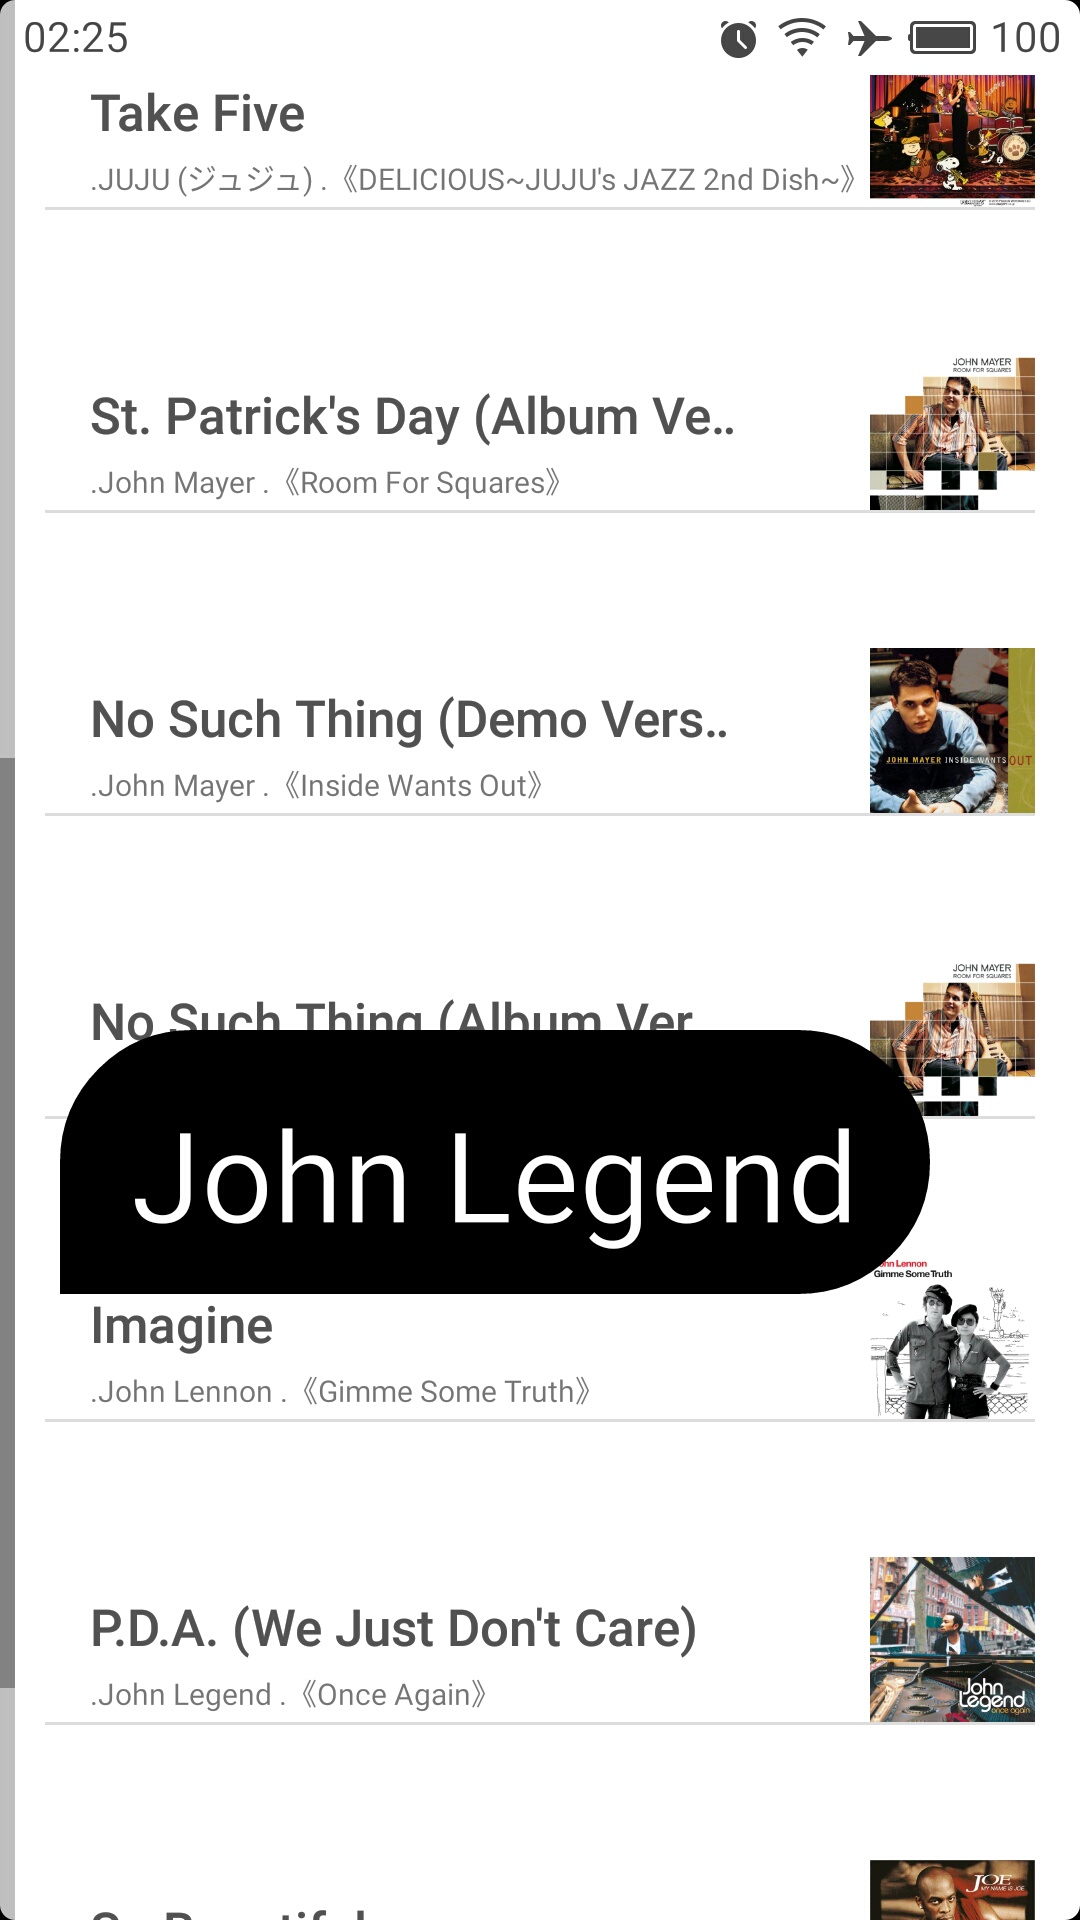 02:25
100
Take Five
.JUJU (ジュジュ) .《DELICIOUS~JUJU's JAZZ 2nd Dish~》
JOHN MAYER
ROOM FOR SQUARES
St. Patrick's Day (Album Ve..
.John Mayer .《Room For Squares》
No Such Thing (Demo Vers..
.John Mayer .《Inside Wants Out》
JOHN MAYER INSIDE WANTS OUT
JOHN MAYER
ROOM FOR SQUARES
No Such Thing (Album Ver
John Legend
Lennon
Gimme Some Truth
Imagine
.John Lennon .《Gimme Some Truth》
P.D.A. (We Just Don't Care)
.John Legend .《Once Again》
John
Legend
once again
JOE
MY NAME IS JOE